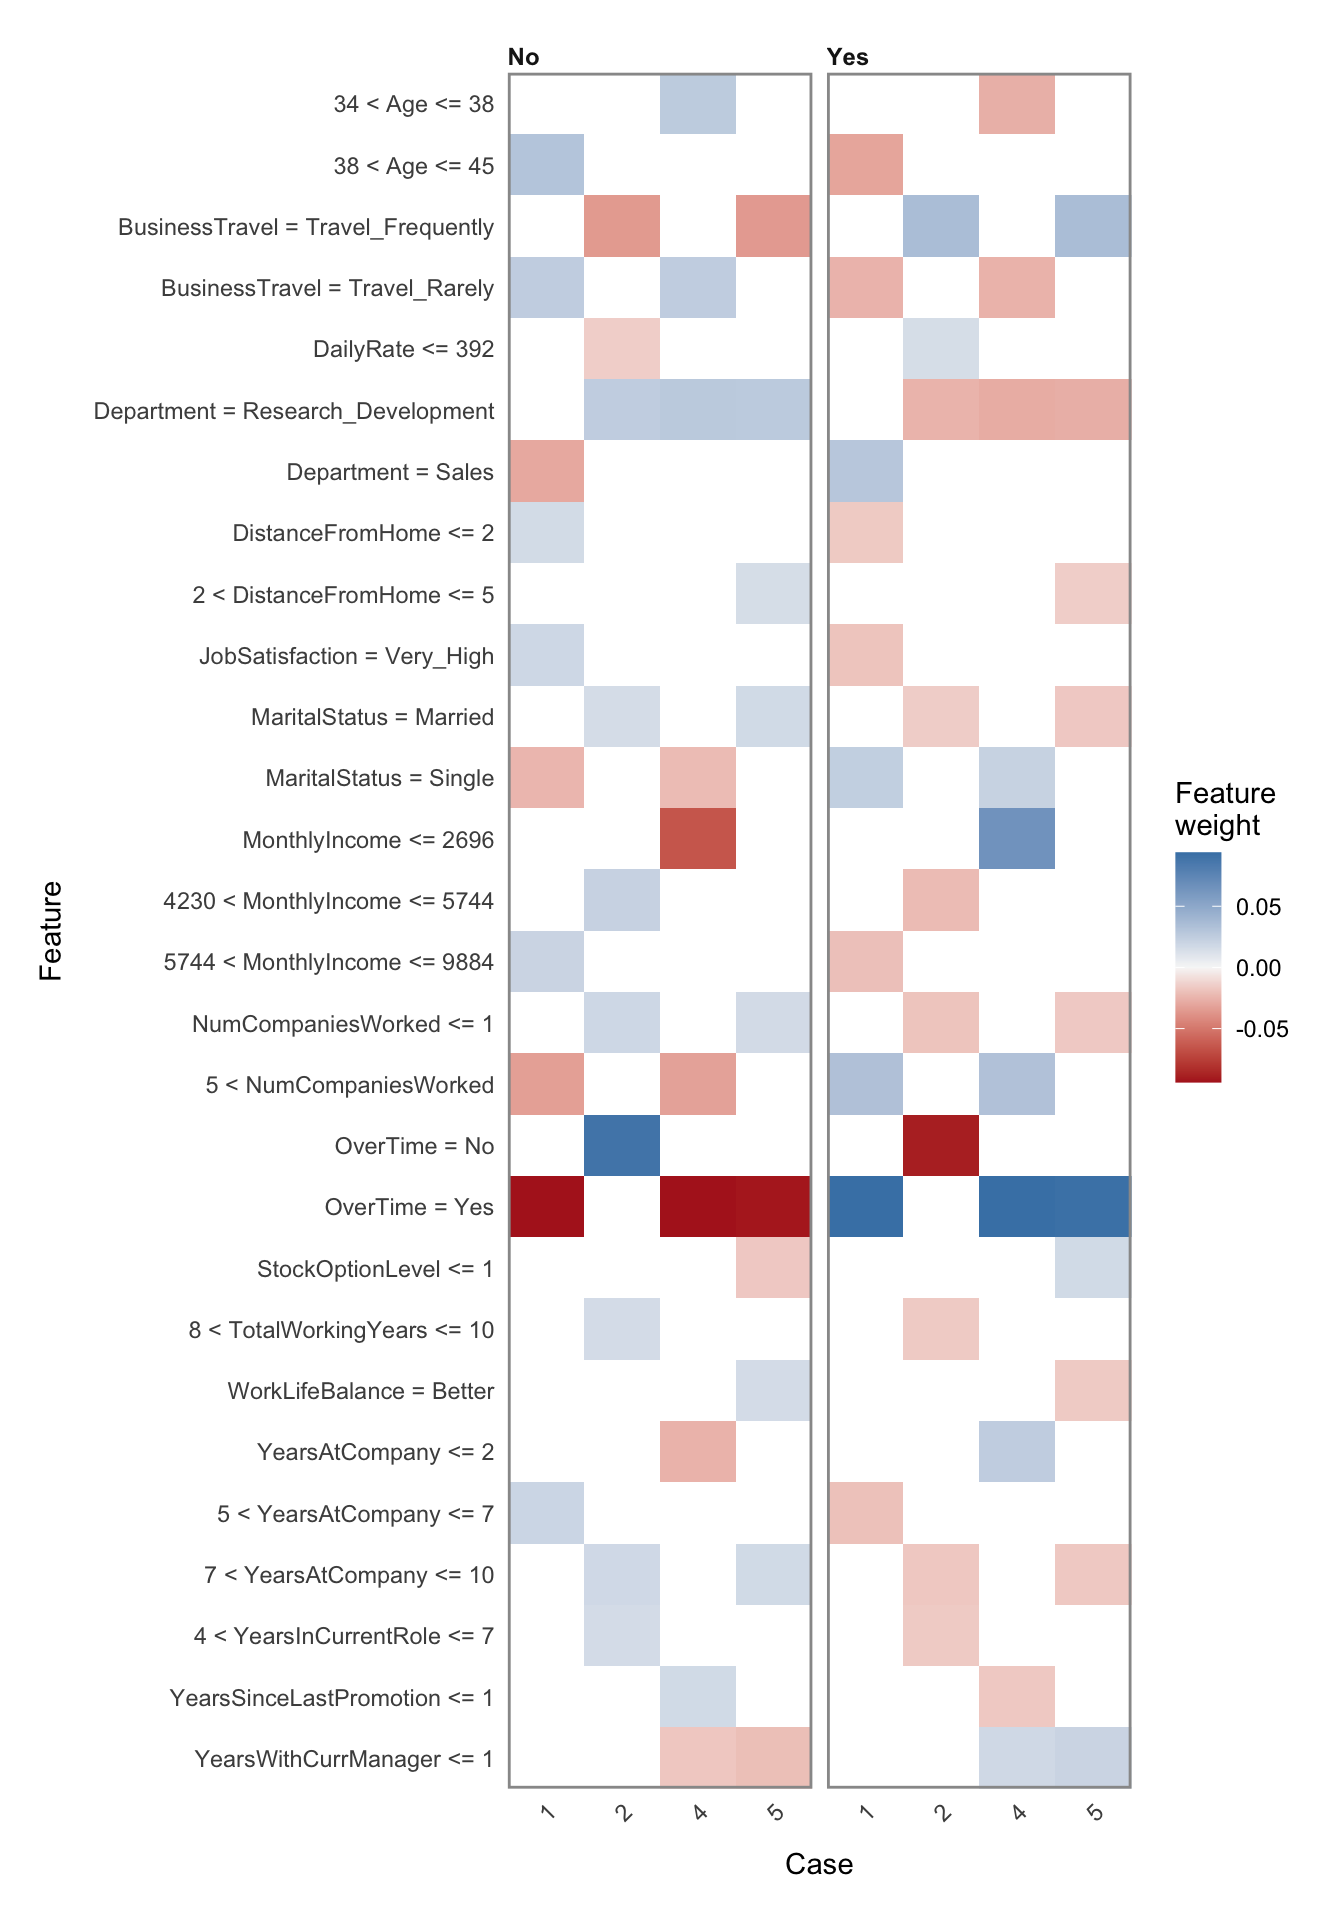 No Yes
34 < Age <= 38
38 < Age <= 45
BusinessTravel = Travel_Frequently
BusinessTravel = Travel_Rarely
DailyRate <= 392
Department = Research_Development
Department = Sales
DistanceFromHome <= 2
2 < DistanceFromHome <= 5
JobSatisfaction = Very_High
MaritalStatus = Married
MaritalStatus = Single
MonthlyIncome <= 2696
4230 < MonthlyIncome <= 5744
5744 < MonthlyIncome <= 9884
NumCompaniesWorked <= 1
5 < NumCompaniesWorked
OverTime = No
OverTime = Yes
StockOptionLevel <= 1
8 < TotalWorkingYears <= 10
WorkLifeBalance = Better
YearsAtCompany <= 2
5 < YearsAtCompany <= 7
7 < YearsAtCompany <= 10
4 < YearsInCurrentRole <= 7
YearsSinceLastPromotion <= 1
YearsWithCurrManager <= 1
Feature
1 2 4 5 1 2 4 5
Case
Feature
weight
0.05
0.00
-0.05